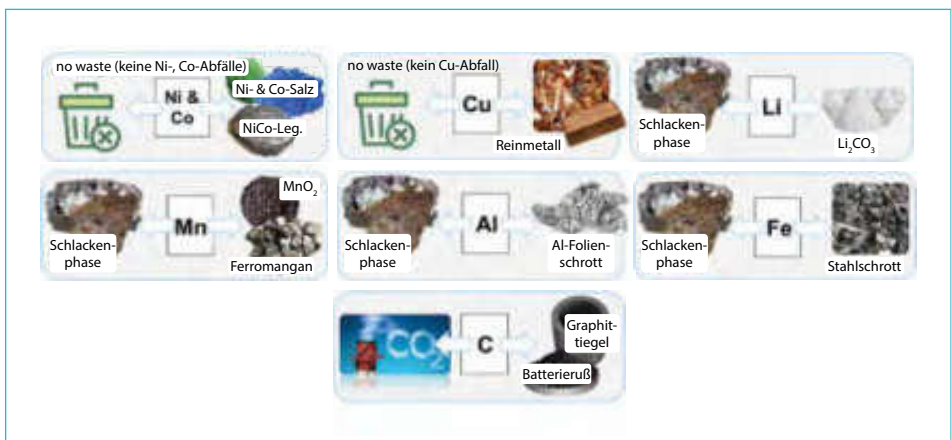 no waste (keine Ni-, Co-Abfälle)
Ni &
Co
Ni- & Co-Salz
NiCo-Leg.
no waste (kein Cu-Abfall)
Cu
Reinmetall
Schlacken-
phase
Li
Li₂CO₃
Schlacken-
phase
Mn
MnO₂
Ferromangan
Schlacken-
phase
Al
Al-Folien-
schrott
Schlacken-
phase
Fe
Stahlschrott
CO₂
C
Graphit-
tiegel
Batterieruß